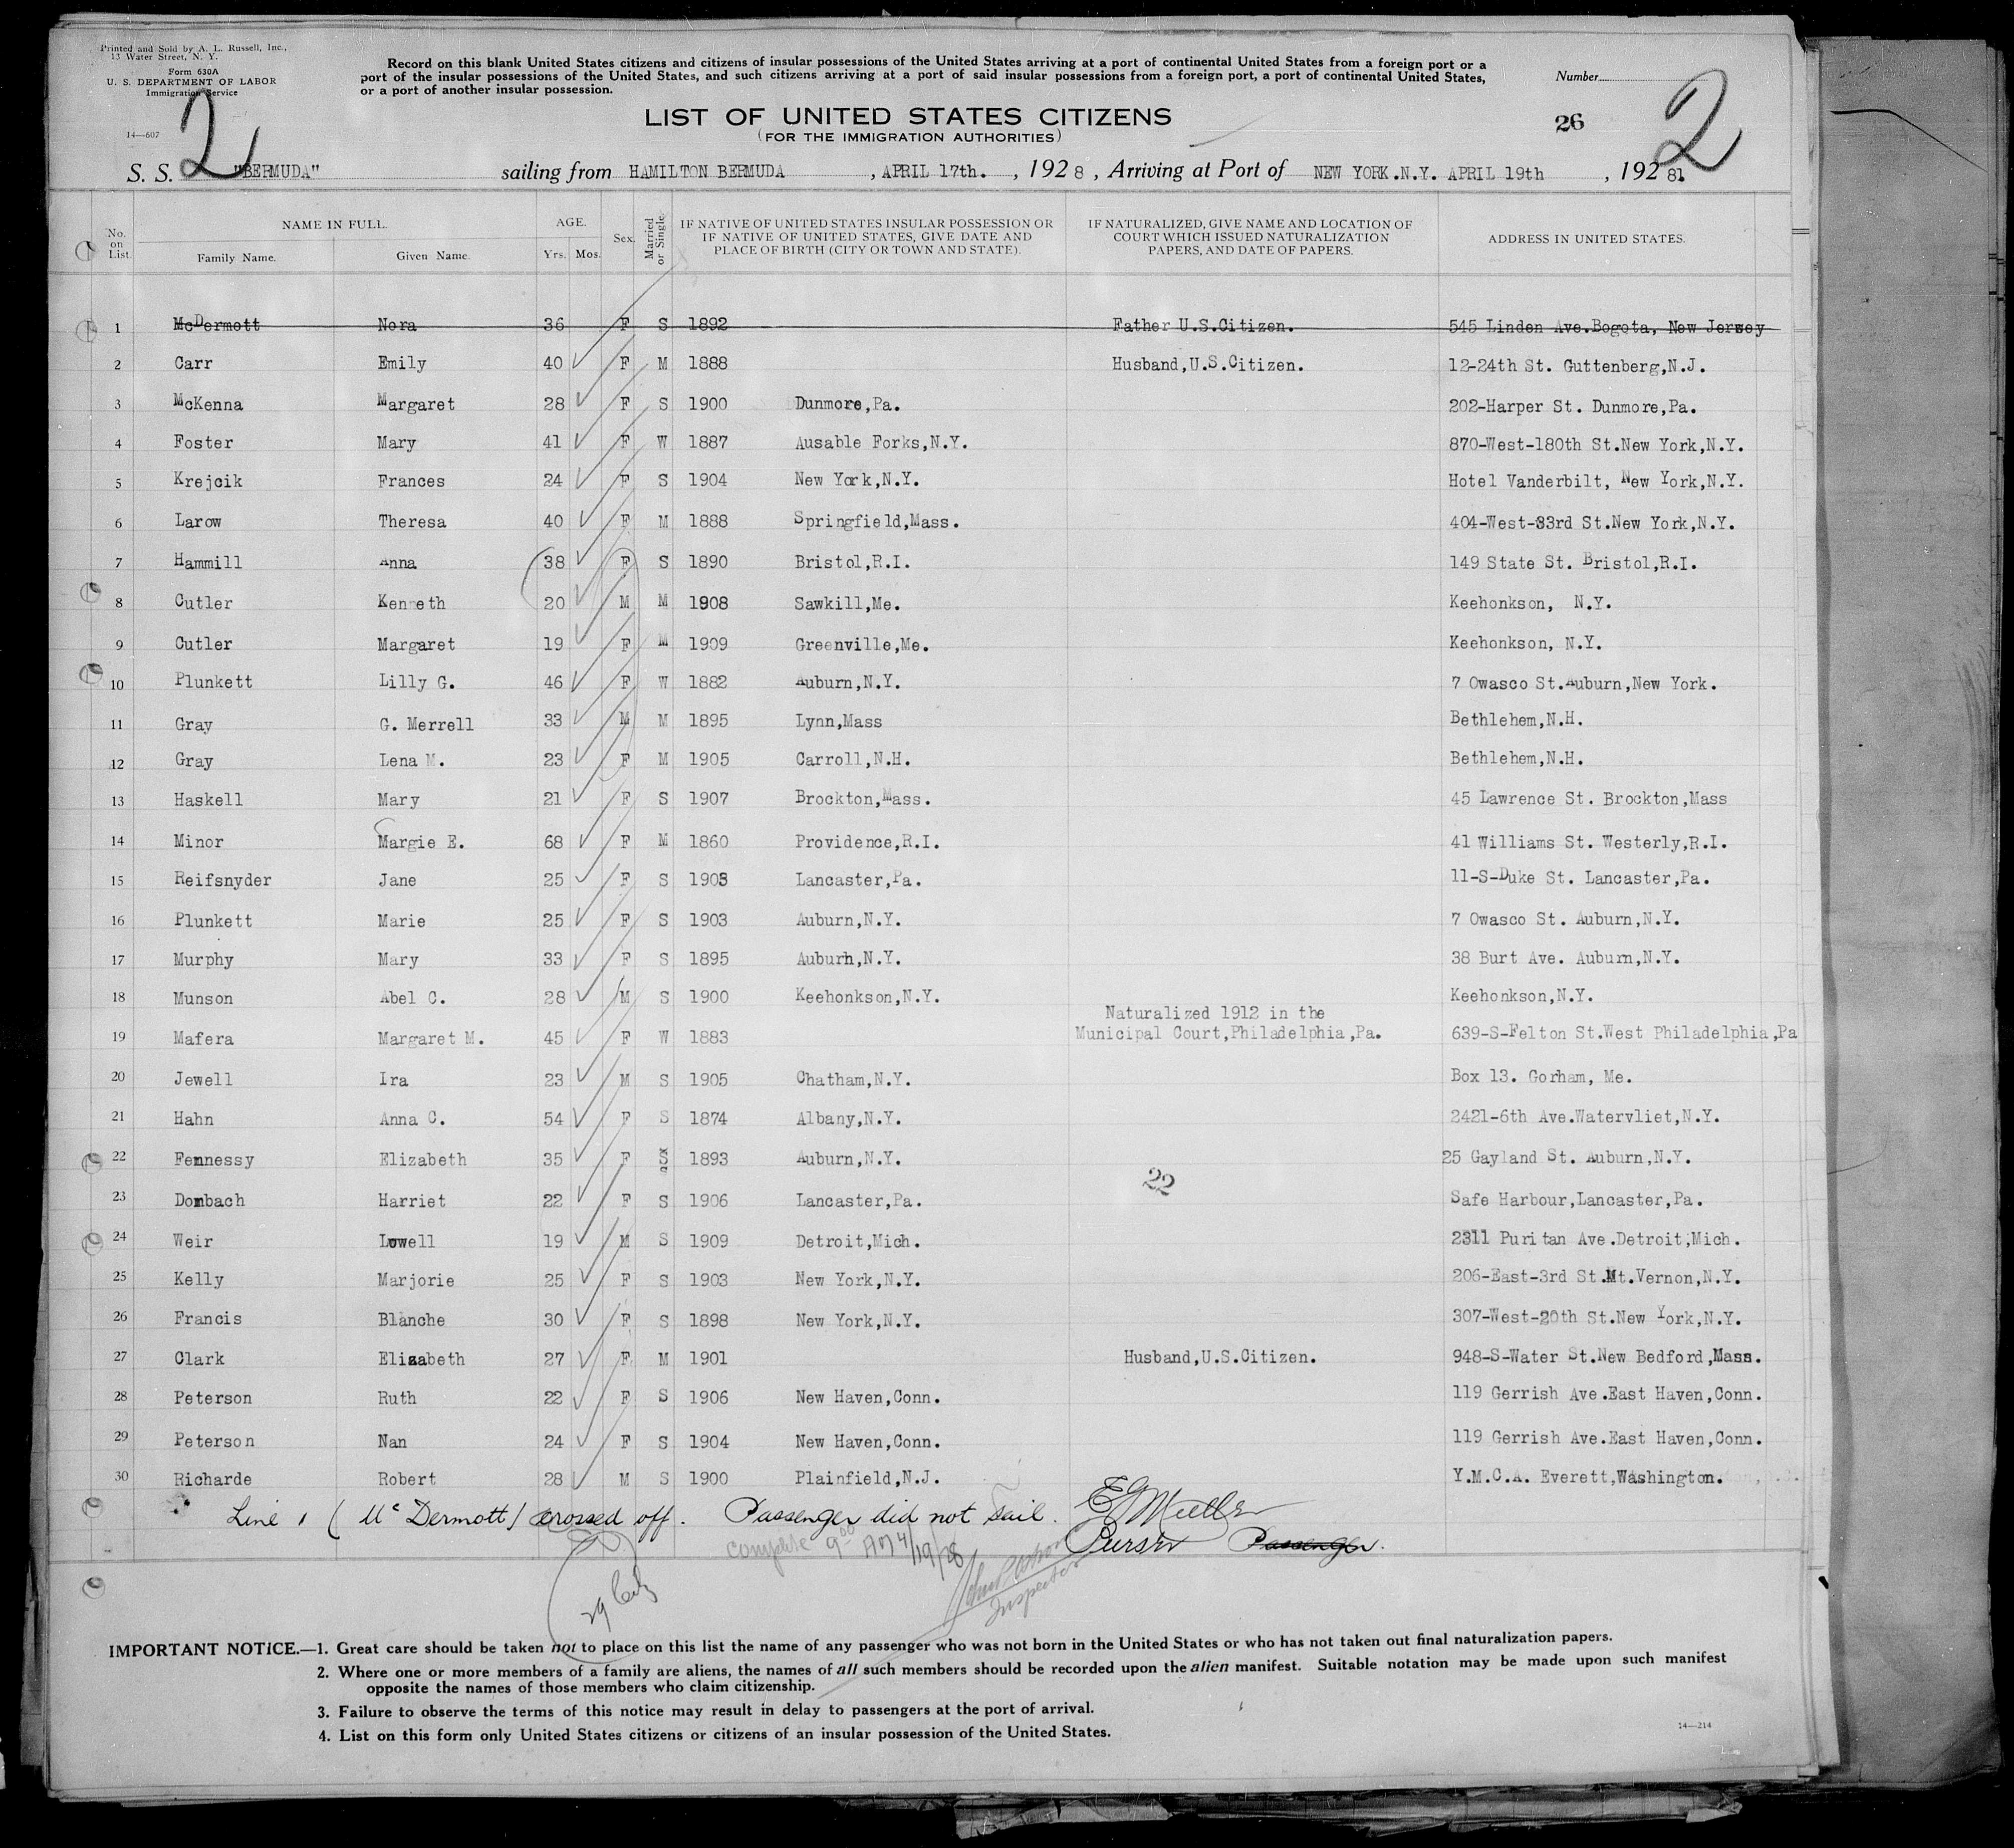 Printed and Sold by A. L. Russell, Inc.,
13 Water Street, N. Y.
Form 630A
U. S. DEPARTMENT OF LABOR
Immigration Service
14—607
2
Record on this blank United States citizens and citizens of insular possessions of the United States arriving at a port of continental United States from a foreign port or a
port of the insular possessions of the United States, and such citizens arriving at a port of said insular possessions from a foreign port, a port of continental United States,
or a port of another insular possession.
Number
LIST OF UNITED STATES CITIZENS
(FOR THE IMMIGRATION AUTHORITIES)
26
2
S. S. "BERMUDA" sailing from HAMILTON BERMUDA , APRIL 17th. , 192 8 , Arriving at Port of NEW YORK.N.Y. APRIL 19th , 192 81.
No. on List.
NAME IN FULL.
Family Name. Given Name.
AGE.
Yrs. Mos.
Sex.
Married or Single
IF NATIVE OF UNITED STATES INSULAR POSSESSION OR
IF NATIVE OF UNITED STATES, GIVE DATE AND
PLACE OF BIRTH (CITY OR TOWN AND STATE).
IF NATURALIZED, GIVE NAME AND LOCATION OF
COURT WHICH ISSUED NATURALIZATION
PAPERS, AND DATE OF PAPERS.
ADDRESS IN UNITED STATES.
1 McDermott Nora 36 F S 1892 Father U.S.Citizen. 545 Linden Ave.Bogota, New Jersey
2 Carr Emily 40 F M 1888 Husband,U.S.Citizen. 12-24th St. Guttenberg,N.J.
3 McKenna Margaret 28 F S 1900 Dunmore,Pa. 202-Harper St. Dunmore,Pa.
4 Foster Mary 41 F W 1887 Ausable Forks,N.Y. 870-West-180th St.New York,N.Y.
5 Krejcik Frances 24 F S 1904 New York,N.Y. Hotel Vanderbilt, New York,N.Y.
6 Larow Theresa 40 F M 1888 Springfield,Mass. 404-West-33rd St.New York,N.Y.
7 Hammill Anna 38 F S 1890 Bristol,R.I. 149 State St. Bristol,R.I.
8 Cutler Kenneth 20 M M 1908 Sawkill,Me. Keehonkson, N.Y.
9 Cutler Margaret 19 F M 1909 Greenville,Me. Keehonkson, N.Y.
10 Plunkett Lilly G. 46 F W 1882 Auburn,N.Y. 7 Owasco St.Auburn,New York.
11 Gray G. Merrell 33 M M 1895 Lynn,Mass Bethlehem,N.H.
12 Gray Lena M. 23 F M 1905 Carroll,N.H. Bethlehem,N.H.
13 Haskell Mary 21 F S 1907 Brockton,Mass. 45 Lawrence St. Brockton,Mass
14 Minor Margie E. 68 F M 1860 Providence,R.I. 41 Williams St. Westerly,R.I.
15 Reifsnyder Jane 25 F S 1903 Lancaster,Pa. 11-S-Duke St. Lancaster,Pa.
16 Plunkett Marie 25 F S 1903 Auburn,N.Y. 7 Owasco St. Auburn,N.Y.
17 Murphy Mary 33 F S 1895 Auburh,N.Y. 38 Burt Ave. Auburn,N.Y.
18 Munson Abel C. 28 M S 1900 Keehonkson,N.Y. Keehonkson,N.Y.
Naturalized 1912 in the
19 Mafera Margaret M. 45 F W 1883 Municipal Court,Philadelphia,Pa. 639-S-Felton St.West Philadelphia,Pa
20 Jewell Ira 23 M S 1905 Chatham,N.Y. Box 13. Gorham, Me.
21 Hahn Anna C. 54 F S 1874 Albany,N.Y. 2421-6th Ave.Watervliet,N.Y.
22 Fennessy Elizabeth 35 F S 1893 Auburn,N.Y. 25 Gayland St. Auburn,N.Y.
22
23 Dombach Harriet 22 F S 1906 Lancaster,Pa. Safe Harbour,Lancaster,Pa.
24 Weir Lowell 19 M S 1909 Detroit,Mich. 2311 Puritan Ave.Detroit,Mich.
25 Kelly Marjorie 25 F S 1903 New York,N.Y. 206-East-3rd St.Mt.Vernon,N.Y.
26 Francis Blanche 30 F S 1898 New York,N.Y. 307-West-20th St.New York,N.Y.
27 Clark Elizabeth 27 F M 1901 Husband,U.S.Citizen. 948-S-Water St.New Bedford,Mass.
28 Peterson Ruth 22 F S 1906 New Haven,Conn. 119 Gerrish Ave.East Haven,Conn.
29 Peterson Nan 24 F S 1904 New Haven,Conn. 119 Gerrish Ave.East Haven,Conn.
30 Richarde Robert 28 M S 1900 Plainfield,N.J. Y.M.C.A. Everett,Washington.
Line 1 (McDermott) crossed off. Passenger did not sail.
Purser Passenger.
Complete 9 00 AM 4/19/28
Inspector
29
IMPORTANT NOTICE.—1. Great care should be taken not to place on this list the name of any passenger who was not born in the United States or who has not taken out final naturalization papers.
2. Where one or more members of a family are aliens, the names of all such members should be recorded upon the alien manifest. Suitable notation may be made upon such manifest
opposite the names of those members who claim citizenship.
3. Failure to observe the terms of this notice may result in delay to passengers at the port of arrival.
4. List on this form only United States citizens or citizens of an insular possession of the United States.
14—214